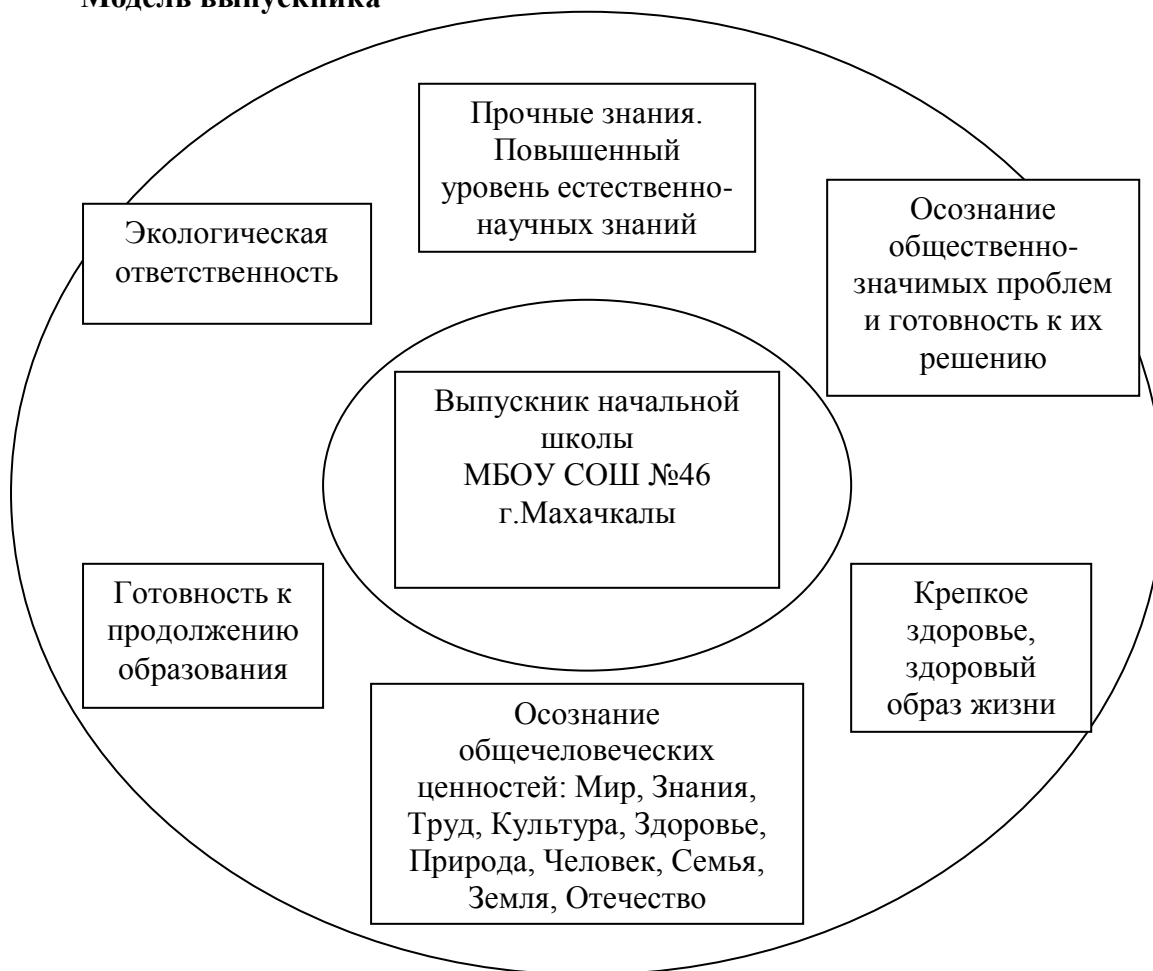 Модель выпускника
Прочные знания.
Повышенный
уровень естественно-
научных знаний
Экологическая
ответственность
Осознание
общественно-
значимых проблем
и готовность к их
решению
Выпускник начальной
школы
МБОУ СОШ №46
г.Махачкалы
Готовность к
продолжению
образования
Крепкое
здоровье,
здоровый
образ жизни
Осознание
общечеловеческих
ценностей: Мир, Знания,
Труд, Культура, Здоровье,
Природа, Человек, Семья,
Земля, Отечество